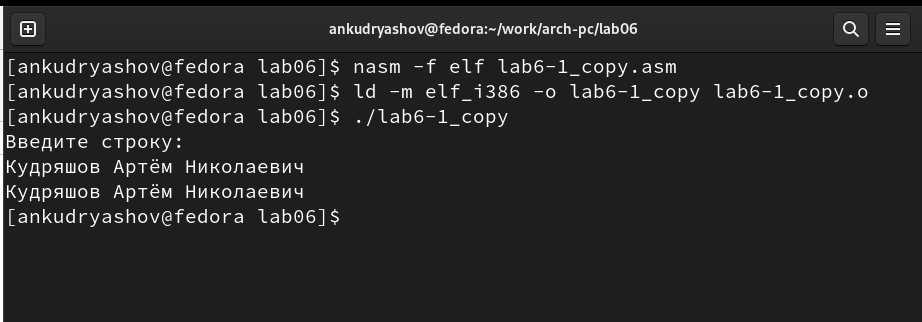 ankudryashov@fedora:~/work/arch-pc/lab06
[ankudryashov@fedora lab06]$ nasm -f elf lab6-1_copy.asm
[ankudryashov@fedora lab06]$ ld -m elf_i386 -o lab6-1_copy lab6-1_copy.o
[ankudryashov@fedora lab06]$ ./lab6-1_copy
Введите строку:
Кудряшов Артём Николаевич
Кудряшов Артём Николаевич
[ankudryashov@fedora lab06]$